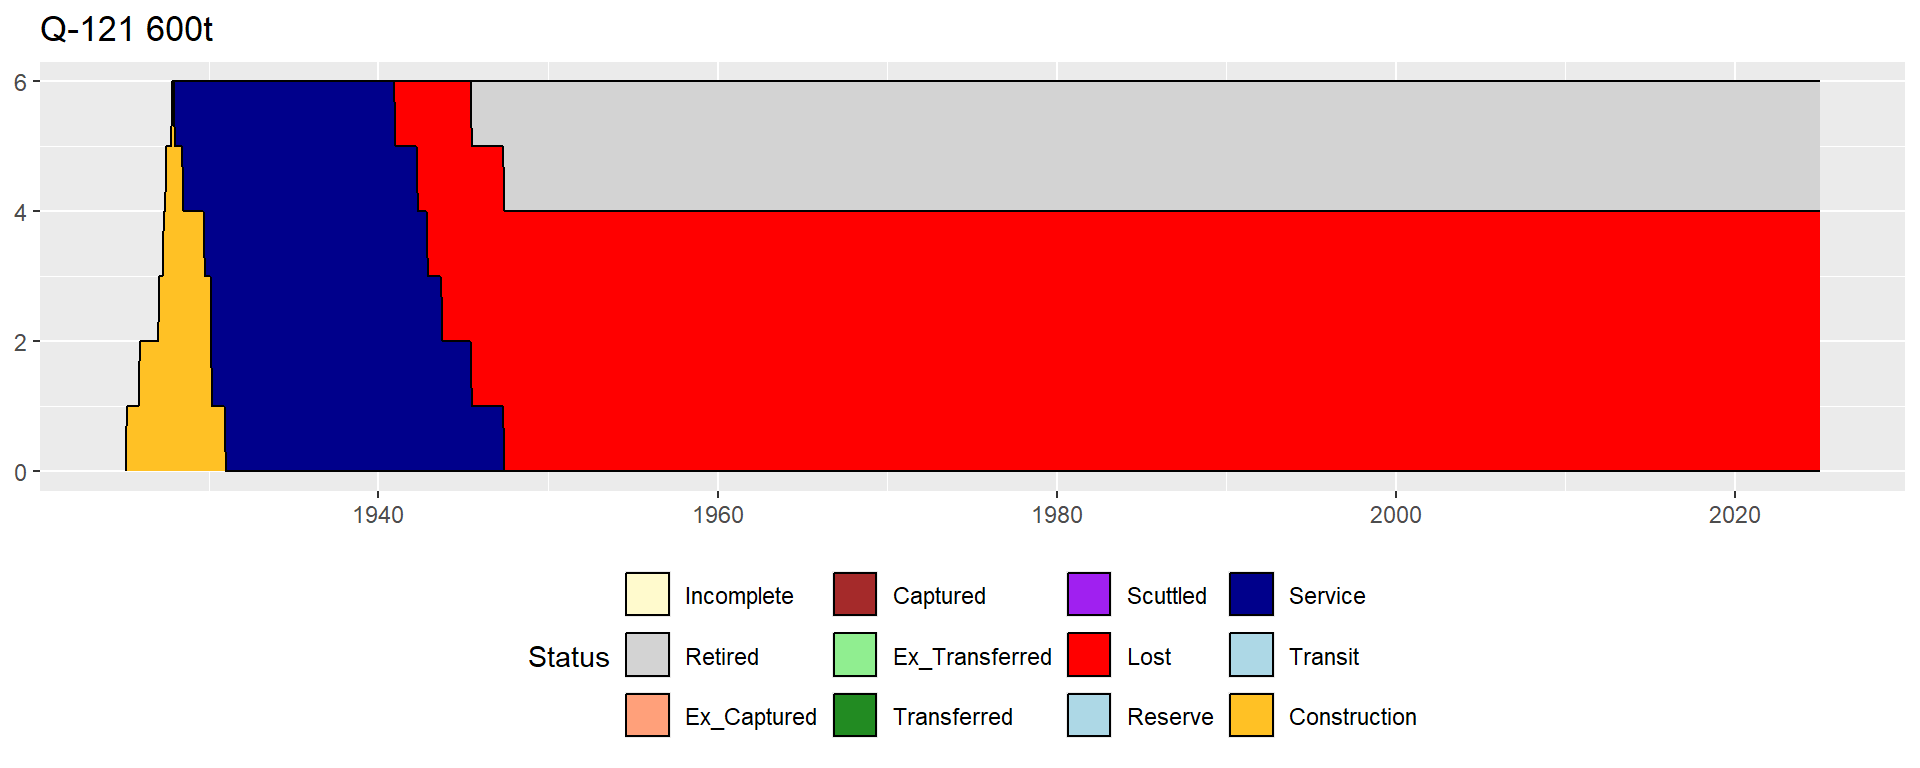 Q-121 600t
6
4
2
0
1940 1960 1980 2000 2020
Status
Incomplete Captured Scuttled Service
Retired Ex_Transferred Lost Transit
Ex_Captured Transferred Reserve Construction